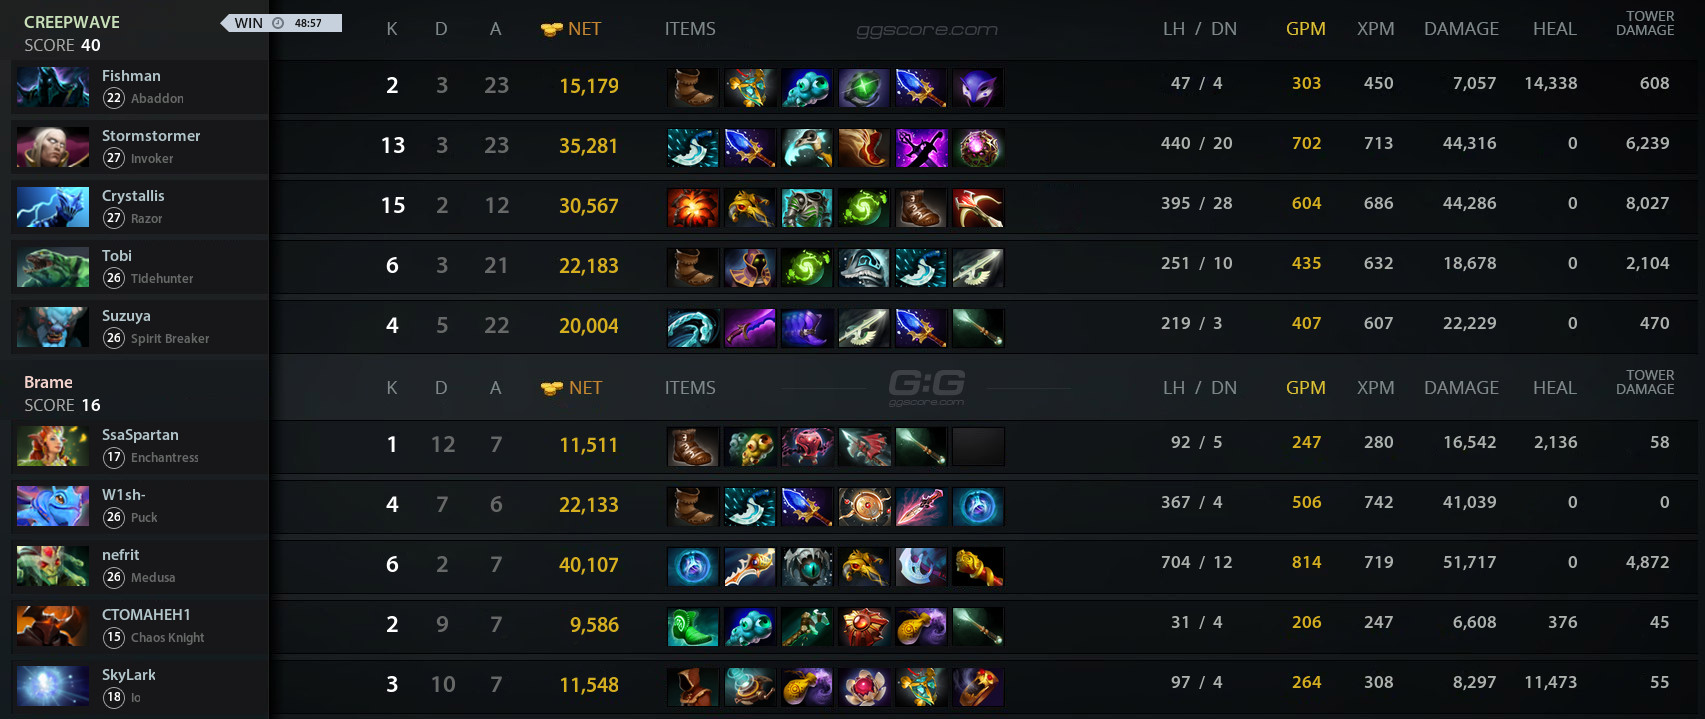 CREEPWAVE WIN 48:57 K D A NET ITEMS ggscore.com LH / DN GPM XPM DAMAGE HEAL TOWER DAMAGE
SCORE 40
Fishman 22 Abaddon 2 3 23 15,179 47 / 4 303 450 7,057 14,338 608
Stormstormer 27 Invoker 13 3 23 35,281 440 / 20 702 713 44,316 0 6,239
Crystallis 27 Razor 15 2 12 30,567 395 / 28 604 686 44,286 0 8,027
Tobi 26 Tidehunter 6 3 21 22,183 251 / 10 435 632 18,678 0 2,104
Suzuya 26 Spirit Breaker 4 5 22 20,004 219 / 3 407 607 22,229 0 470
Brame K D A NET ITEMS G:G ggscore.com LH / DN GPM XPM DAMAGE HEAL TOWER DAMAGE
SCORE 16
SsaSpartan 17 Enchantress 1 12 7 11,511 92 / 5 247 280 16,542 2,136 58
W1sh- 26 Puck 4 7 6 22,133 367 / 4 506 742 41,039 0 0
nefrit 26 Medusa 6 2 7 40,107 704 / 12 814 719 51,717 0 4,872
CTOMAHEH1 15 Chaos Knight 2 9 7 9,586 31 / 4 206 247 6,608 376 45
SkyLark 18 Io 3 10 7 11,548 97 / 4 264 308 8,297 11,473 55